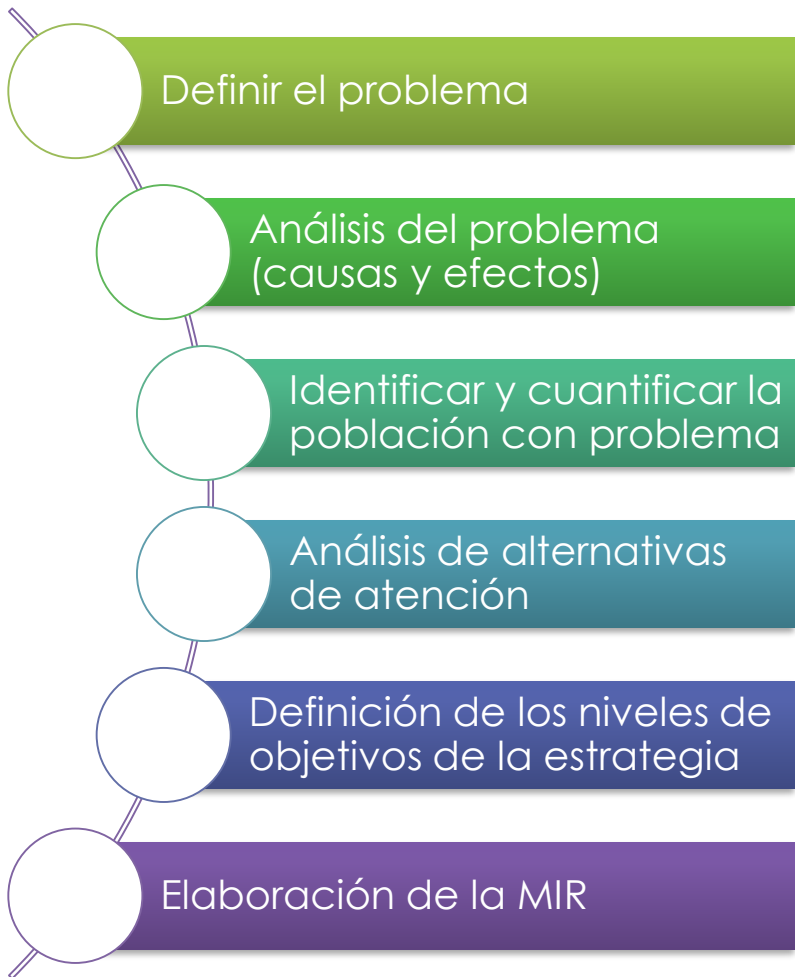 Definir el problema
Análisis del problema
(causas y efectos)
Identificar y cuantificar la
población con problema
Análisis de alternativas
de atención
Definición de los niveles de
objetivos de la estrategia
Elaboración de la MIR